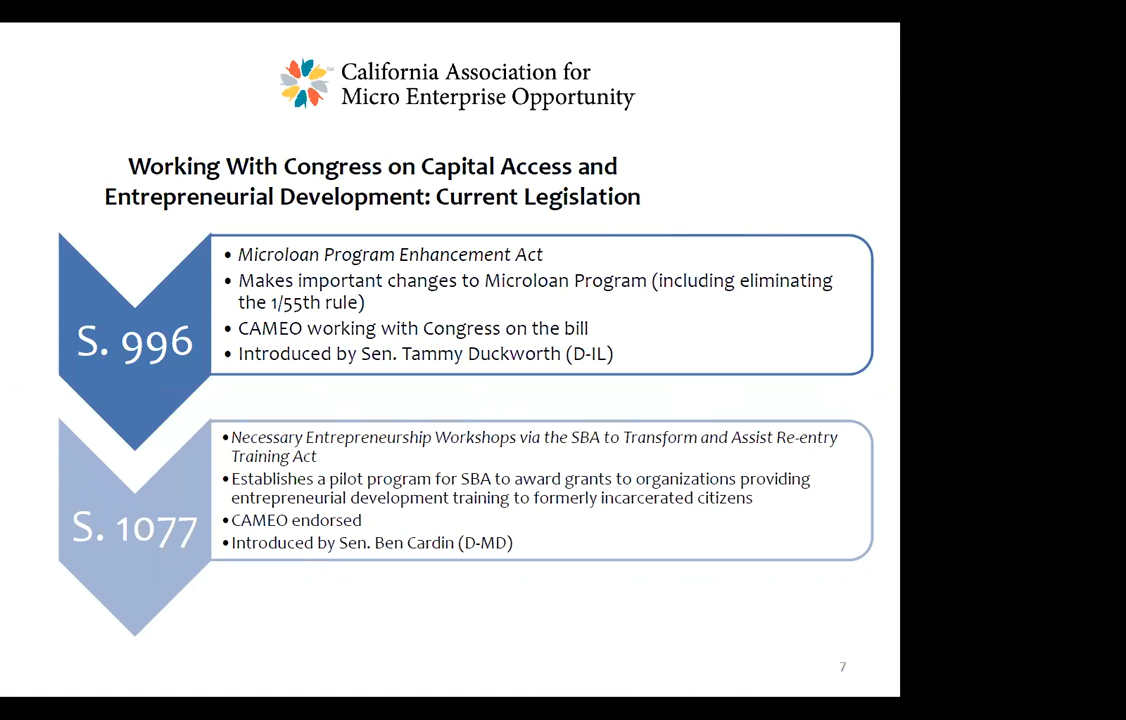 California Association for
Micro Enterprise Opportunity
Working With Congress on Capital Access and
Entrepreneurial Development: Current Legislation
S. 996
• Microloan Program Enhancement Act
• Makes important changes to Microloan Program (including eliminating
the 1/55th rule)
• CAMEO working with Congress on the bill
• Introduced by Sen. Tammy Duckworth (D-IL)
S. 1077
•Necessary Entrepreneurship Workshops via the SBA to Transform and Assist Re-entry
Training Act
•Establishes a pilot program for SBA to award grants to organizations providing
entrepreneurial development training to formerly incarcerated citizens
•CAMEO endorsed
•Introduced by Sen. Ben Cardin (D-MD)
7